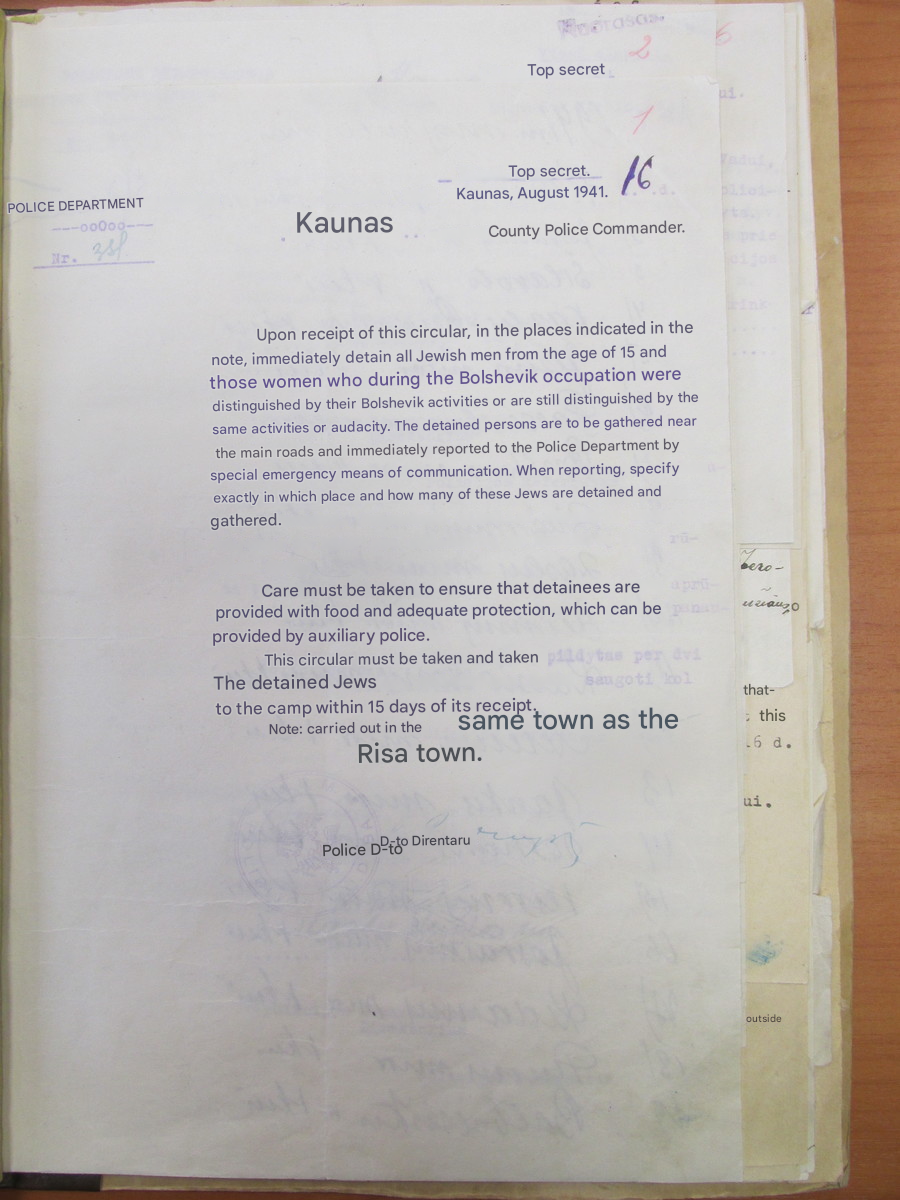 Nuorašas.
2
Top secret
1
Top secret.
16
Kaunas, August 1941.
POLICE DEPARTMENT
---ooOoo---
Nr.
Kaunas
County Police Commander.
Upon receipt of this circular, in the places indicated in the
note, immediately detain all Jewish men from the age of 15 and
those women who during the Bolshevik occupation were
distinguished by their Bolshevik activities or are still distinguished by the
same activities or audacity. The detained persons are to be gathered near
the main roads and immediately reported to the Police Department by
special emergency means of communication. When reporting, specify
exactly in which place and how many of these Jews are detained and
gathered.
Care must be taken to ensure that detainees are
provided with food and adequate protection, which can be
provided by auxiliary police.
This circular must be taken and taken pildytas per dvi
The detained Jews saugoti kol
to the camp within 15 days of its receipt.
Note: carried out in the same town as the
Risa town.
D-to Direntaru
Police D-to
ui.
that-
this
.6 d.
ui.
outside